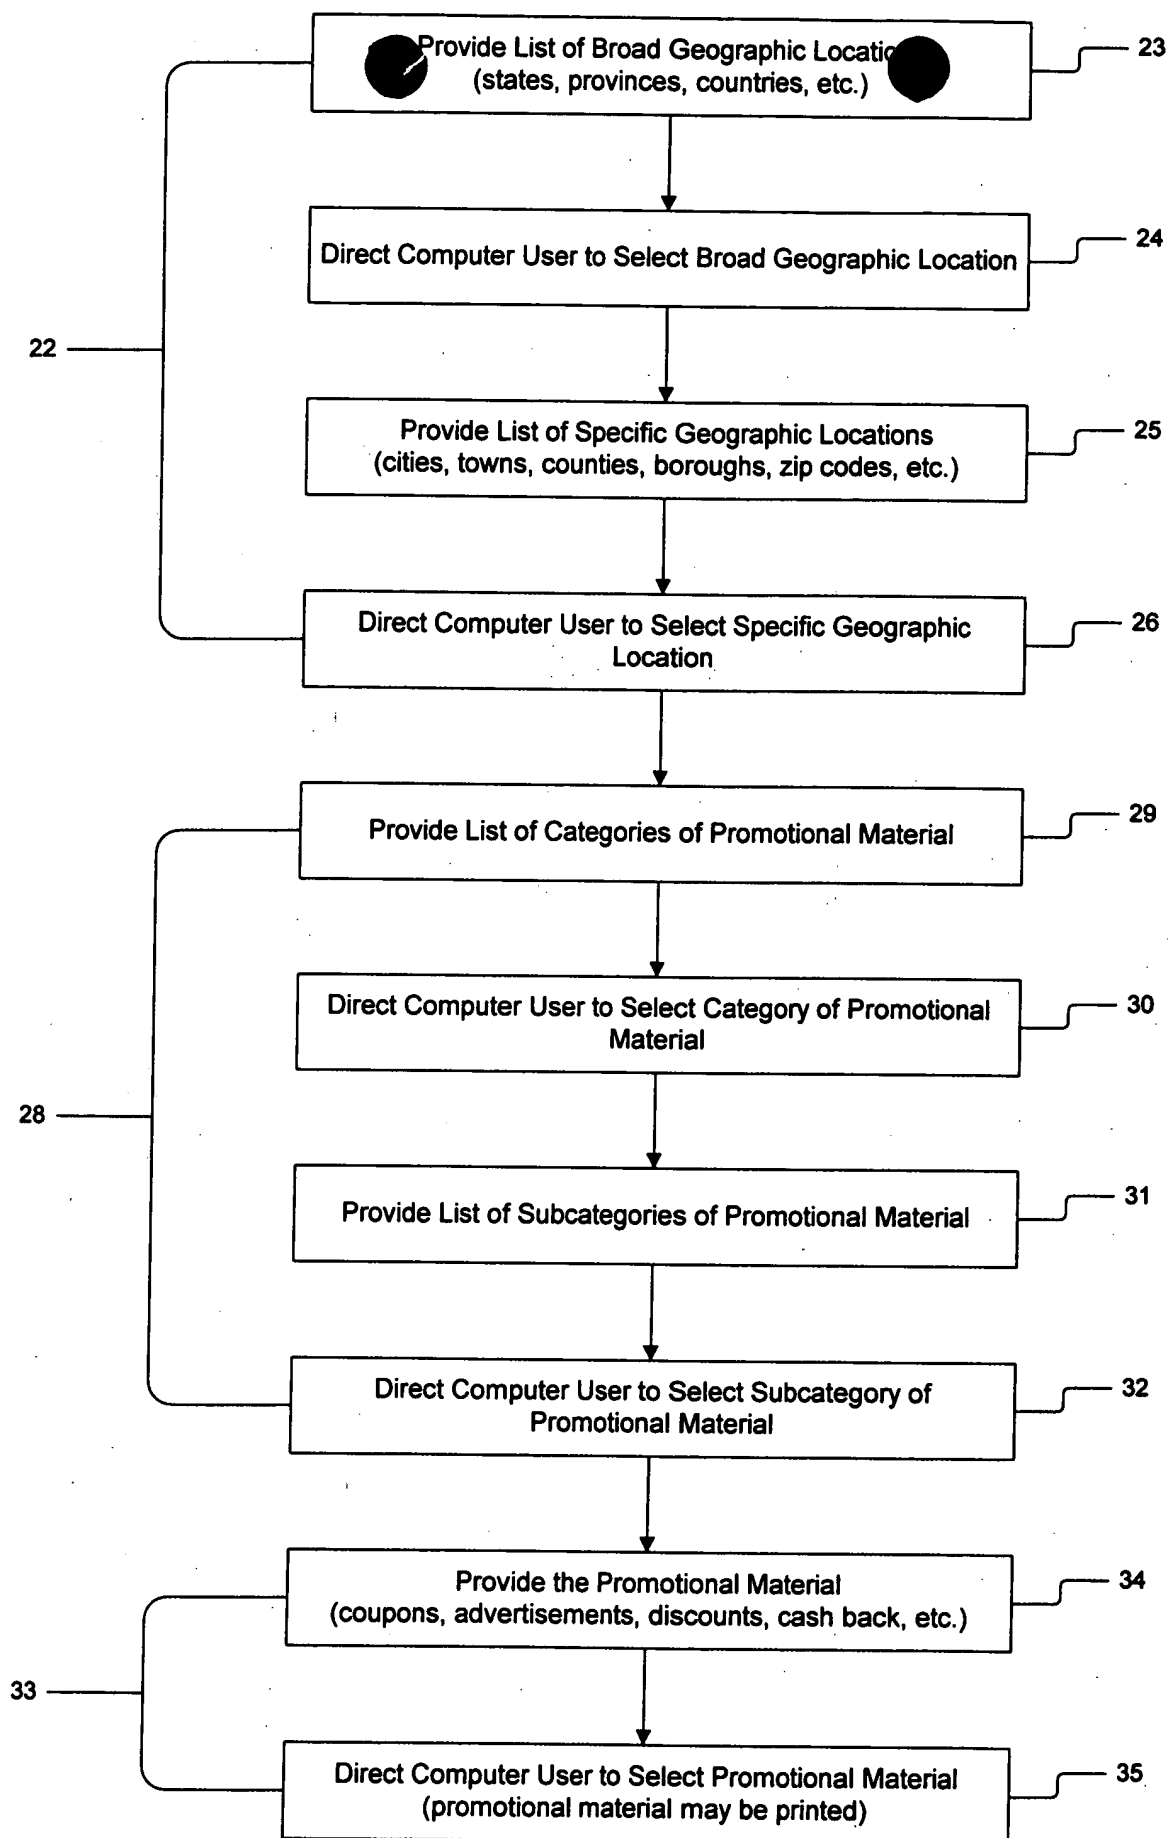 Provide List of Broad Geographic
(states, provinces, countries, etc.)
23
Direct Computer User to Select Broad Geographic Location
24
22
Provide List of Specific Geographic Locations
(cities, towns, counties, boroughs, zip codes, etc.)
25
Direct Computer User to Select Specific Geographic
Location
26
Provide List of Categories of Promotional Material
29
Direct Computer User to Select Category of Promotional
Material
30
28
Provide List of Subcategories of Promotional Material
31
Direct Computer User to Select Subcategory of
Promotional Material
32
Provide the Promotional Material
(coupons, advertisements, discounts, cash back, etc.)
34
33
Direct Computer User to Select Promotional Material
(promotional material may be printed)
35